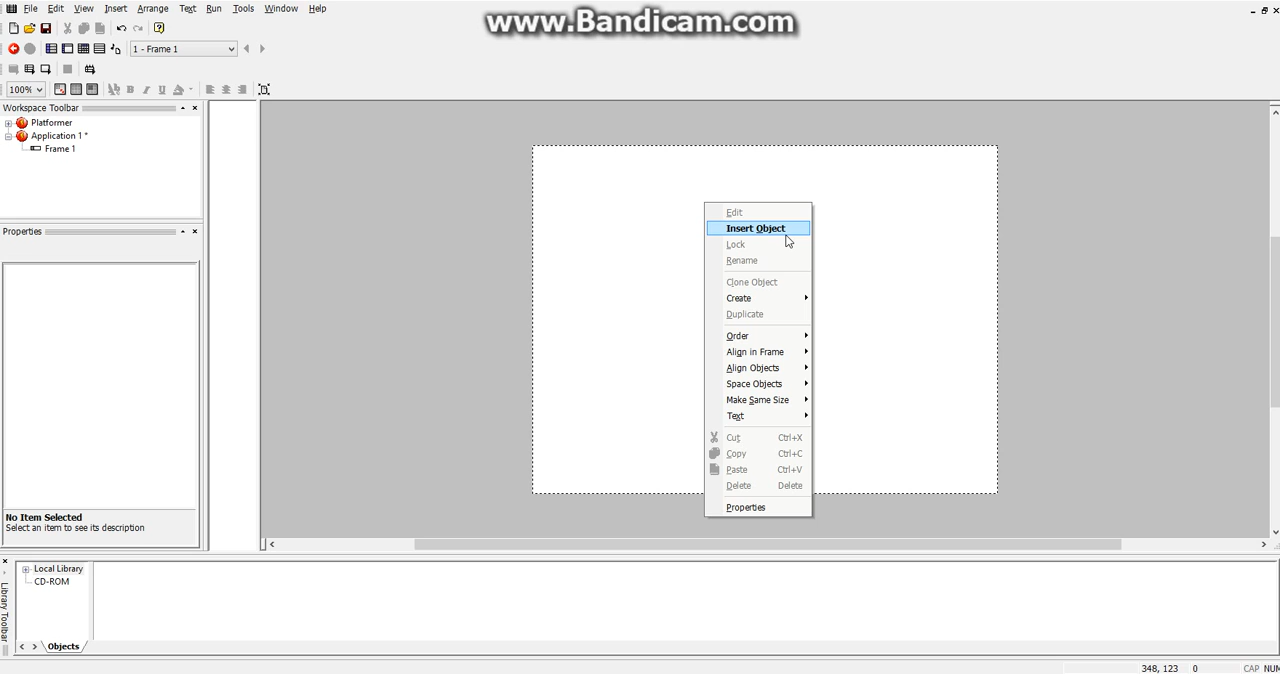 www.Bandicam.com
File Edit View Insert Arrange Text Run Tools Window Help
1 - Frame 1
100%
Workspace Toolbar
Platformer
Application 1 *
Frame 1
Properties
No Item Selected
Select an item to see its description
Edit
Insert Object
Lock
Rename
Clone Object
Create
Duplicate
Order
Align in Frame
Align Objects
Space Objects
Make Same Size
Text
Cut Ctrl+X
Copy Ctrl+C
Paste Ctrl+V
Delete Delete
Properties
Library Toolbar
Local Library
CD-ROM
Objects
348, 123 0 CAP NUM